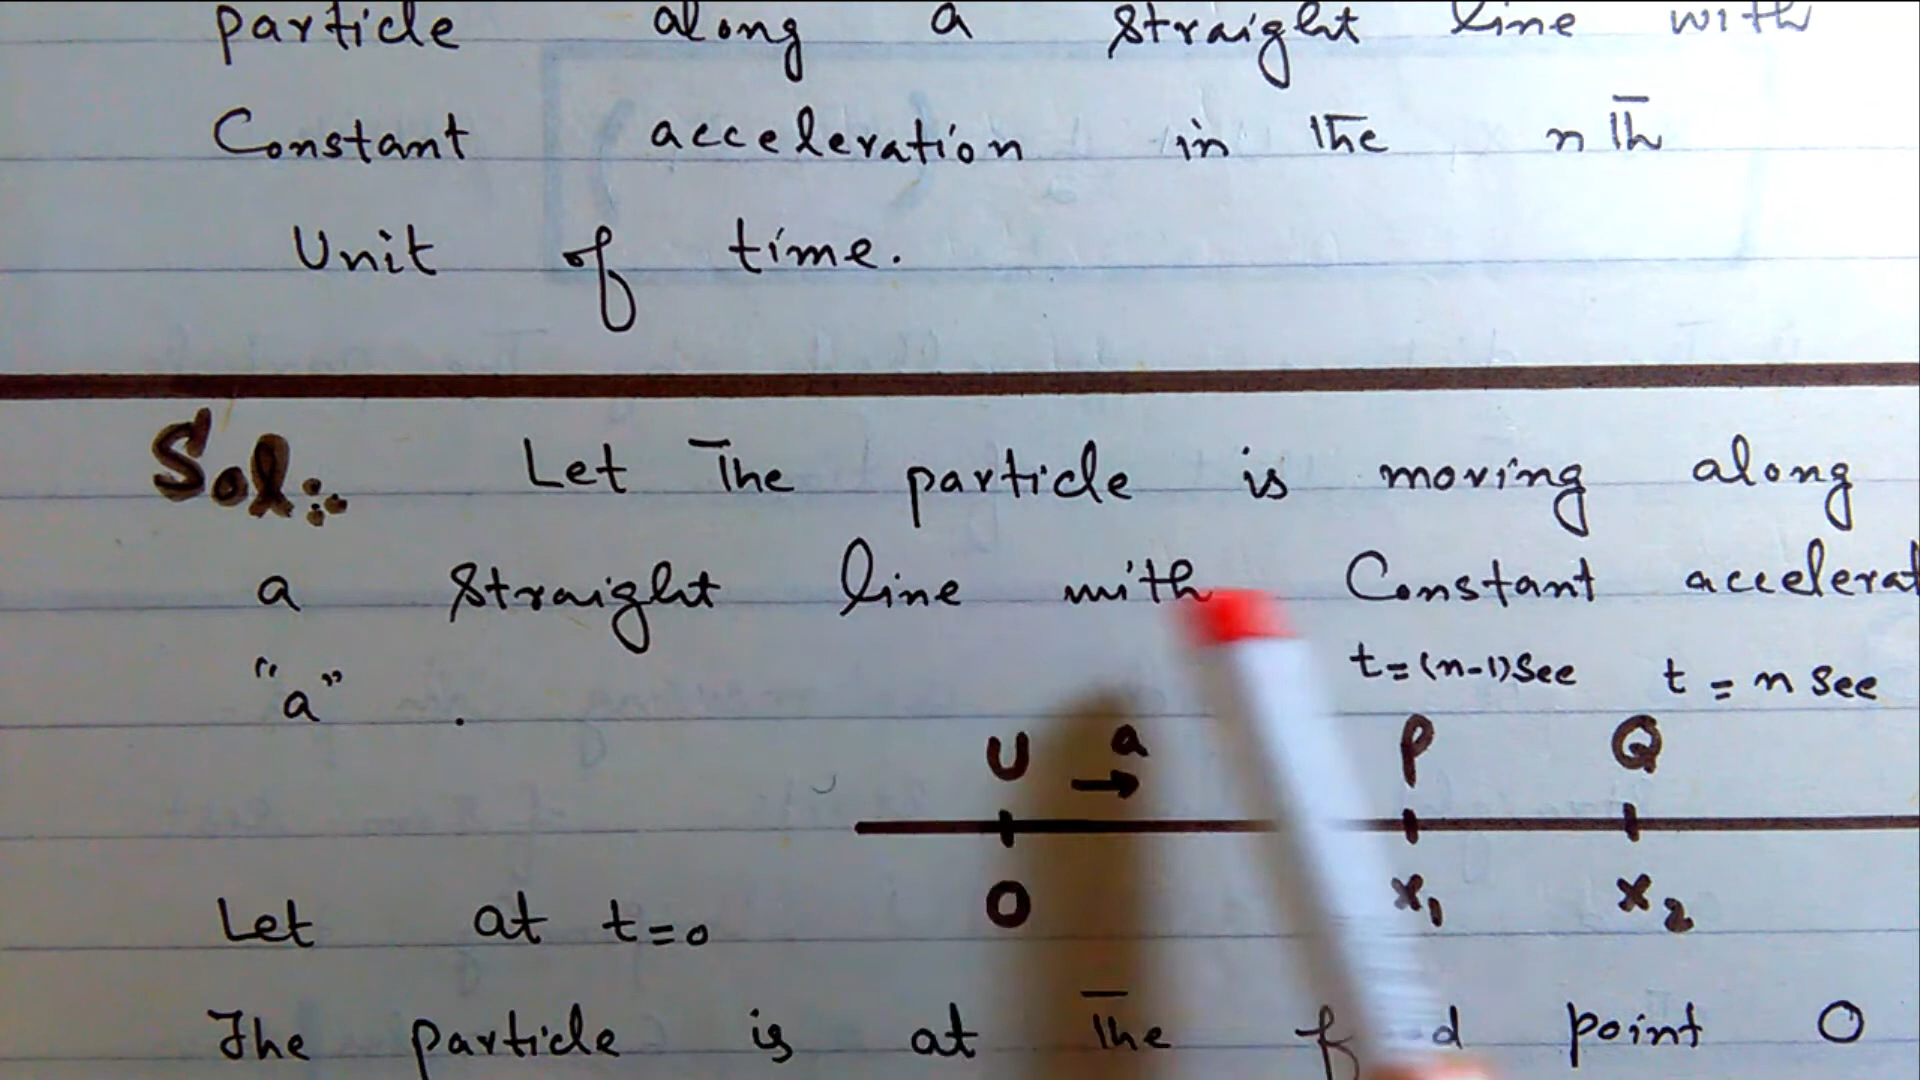 particle along a straight line with
Constant acceleration in the nth
Unit of time.
Sol:- Let The particle is moving along
a straight line with Constant accelerat
"a" .
t=(n-1)Sec t = n Sec
U a P Q
O x1 x2
Let at t=0
The particle is at The point O